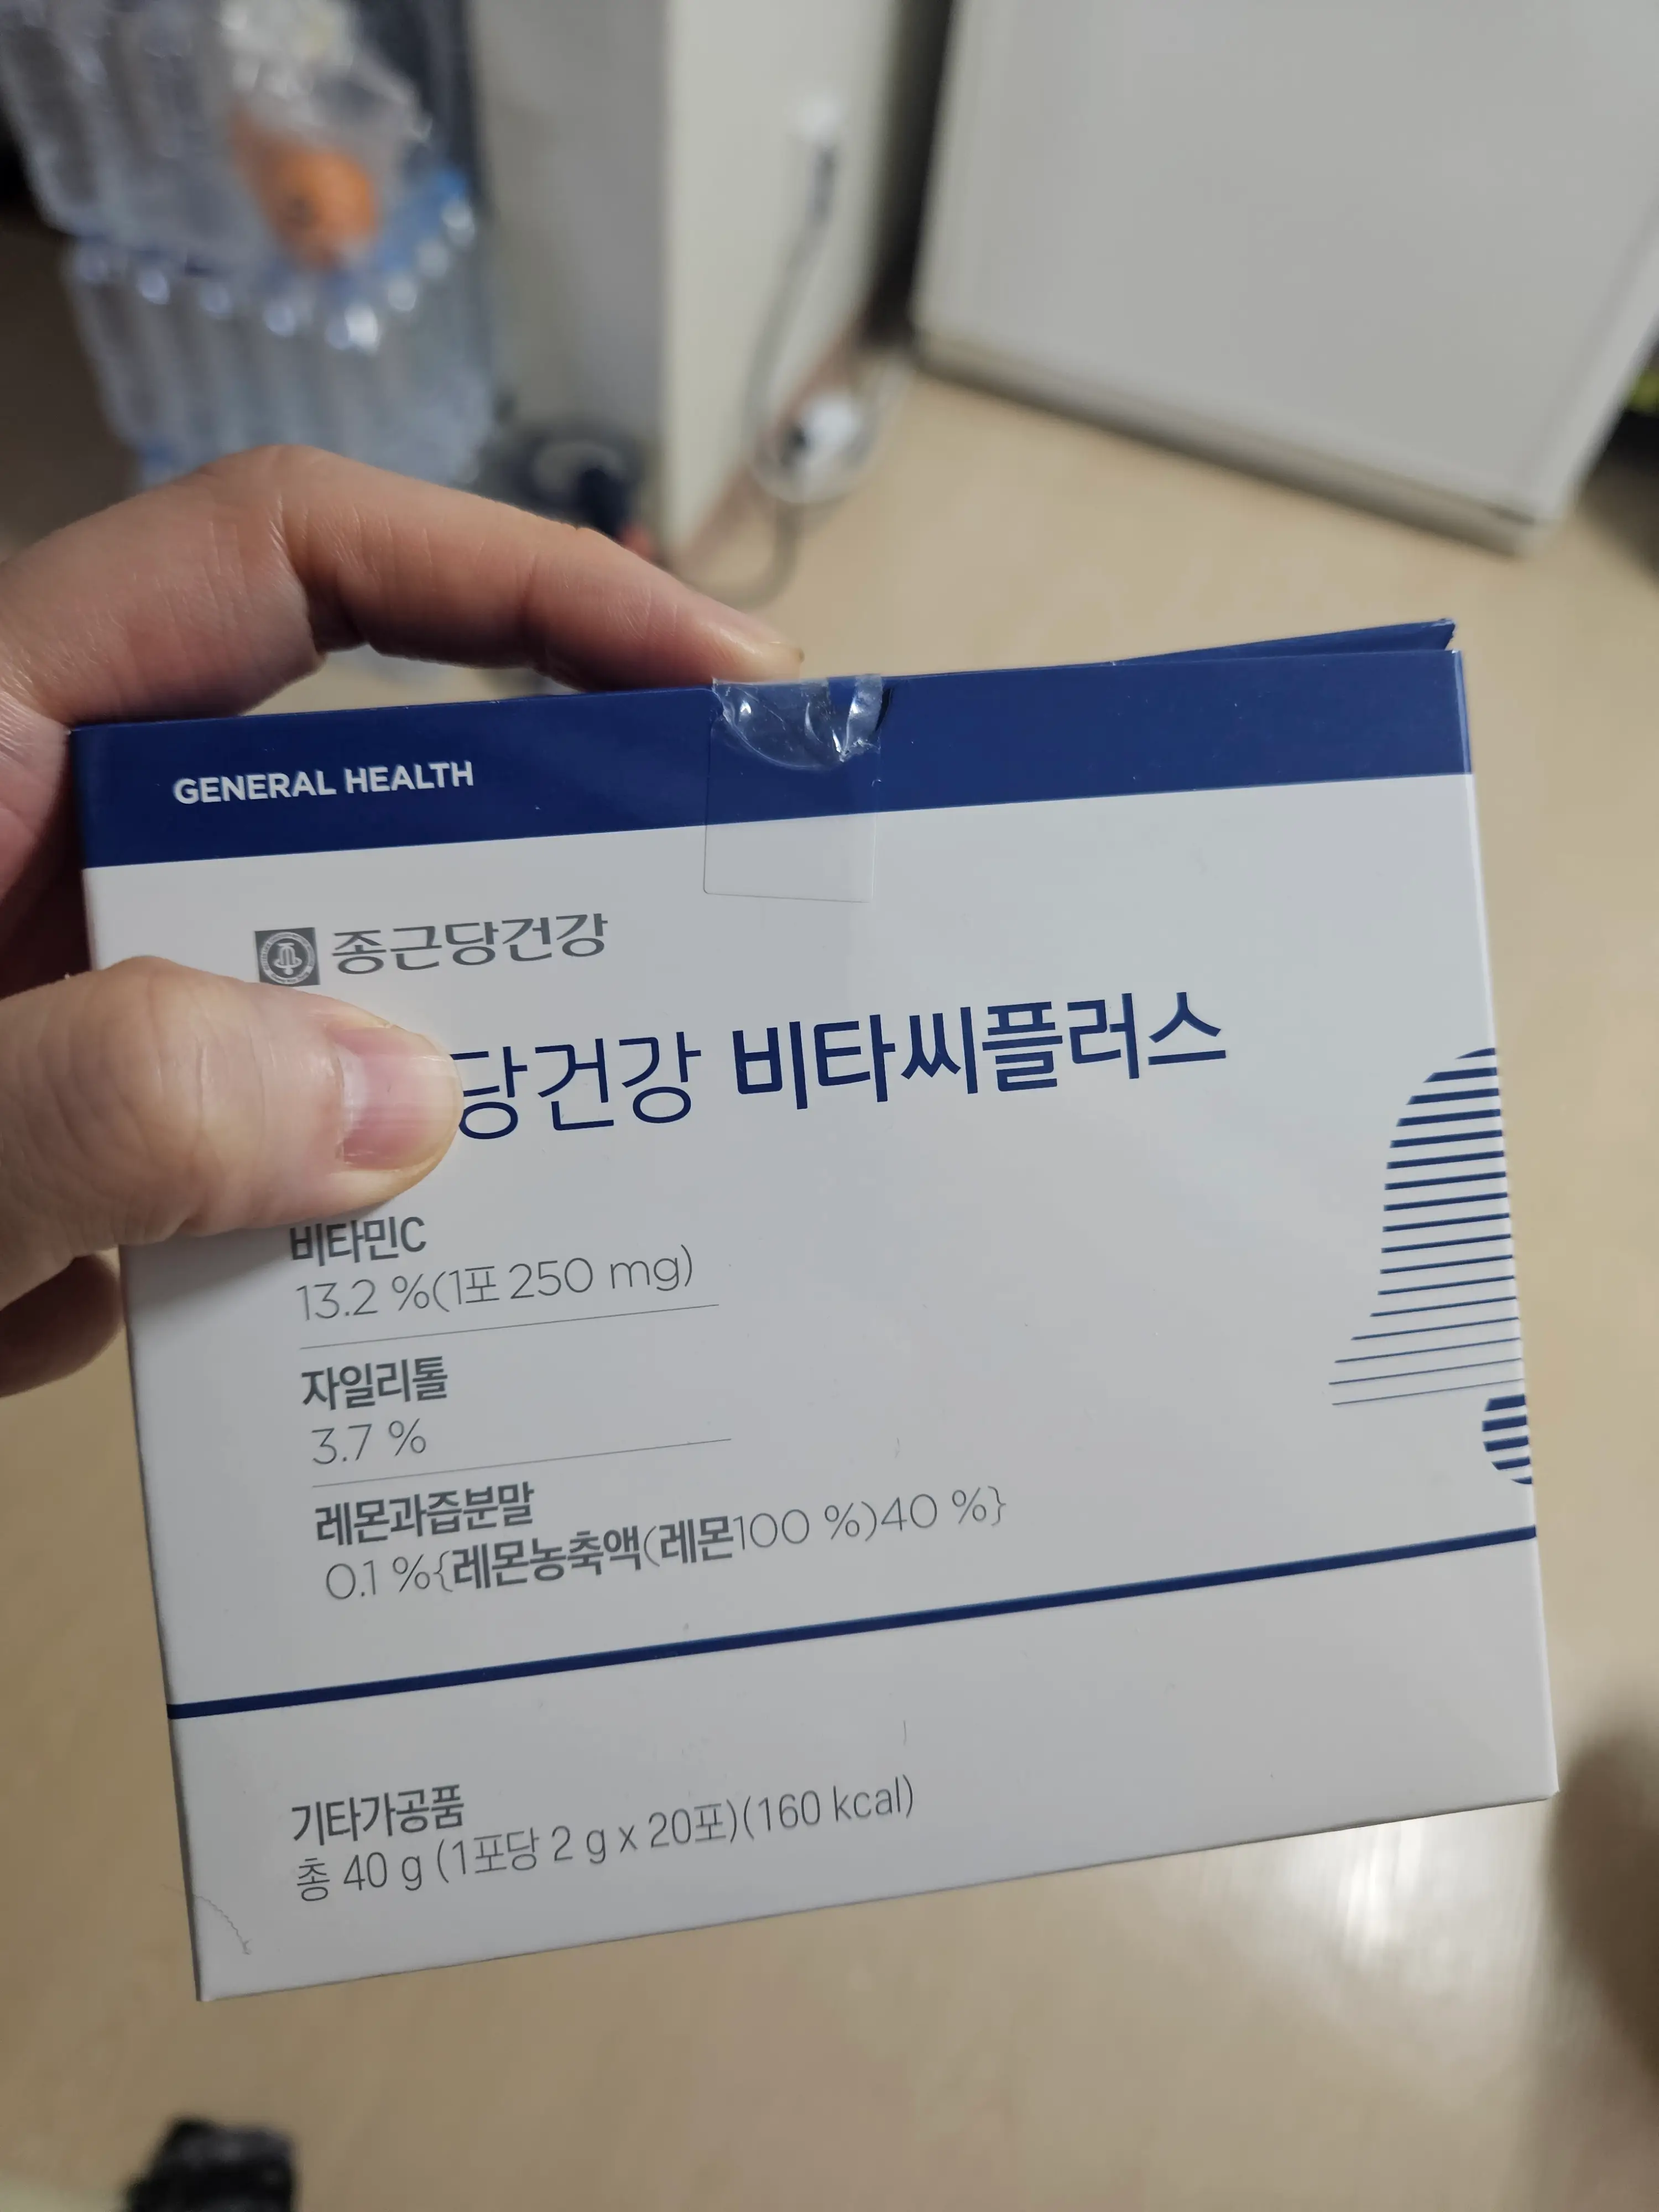 GENERAL HEALTH
종근당건강
당건강 비타씨플러스
비타민C
13.2 %(1포 250 mg)
자일리톨
3.7 %
레몬과즙분말
0.1 %{레몬농축액(레몬100 %)40 %}
기타가공품
총 40 g (1포당 2 g x 20포)(160 kcal)